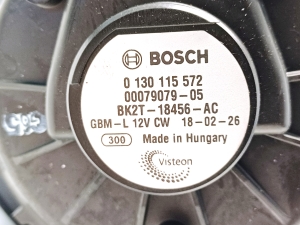 BOSCH
0 130 115 572
00079079-05
BK2T-18456-AC
GBM-L 12V CW 18-02-26
300 Made in Hungary
Visteon